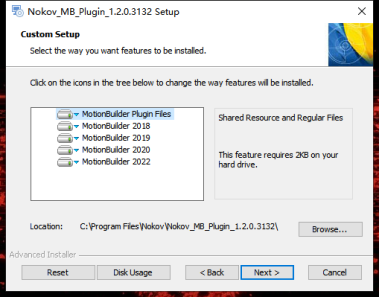 Nokov_MB_Plugin_1.2.0.3132 Setup
Custom Setup
Select the way you want features to be installed.
Click on the icons in the tree below to change the way features will be installed.
MotionBuilder Plugin Files
MotionBuilder 2018
MotionBuilder 2019
MotionBuilder 2020
MotionBuilder 2022
Shared Resource and Regular Files
This feature requires 2KB on your
hard drive.
Location: C:\Program Files\Nokov\Nokov_MB_Plugin_1.2.0.3132\
Browse...
Advanced Installer
Reset Disk Usage < Back Next > Cancel